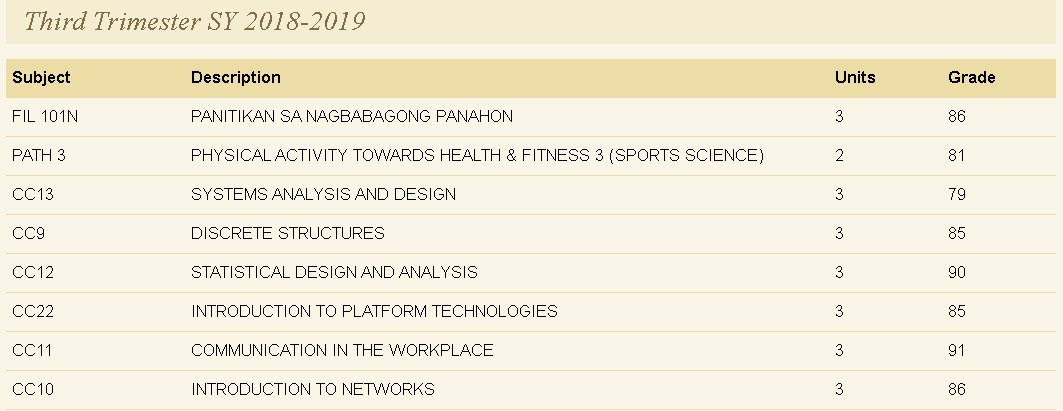 Third Trimester SY 2018-2019
Subject Description Units Grade
FIL 101N PANITIKAN SA NAGBABAGONG PANAHON 3 86
PATH 3 PHYSICAL ACTIVITY TOWARDS HEALTH & FITNESS 3 (SPORTS SCIENCE) 2 81
CC13 SYSTEMS ANALYSIS AND DESIGN 3 79
CC9 DISCRETE STRUCTURES 3 85
CC12 STATISTICAL DESIGN AND ANALYSIS 3 90
CC22 INTRODUCTION TO PLATFORM TECHNOLOGIES 3 85
CC11 COMMUNICATION IN THE WORKPLACE 3 91
CC10 INTRODUCTION TO NETWORKS 3 86